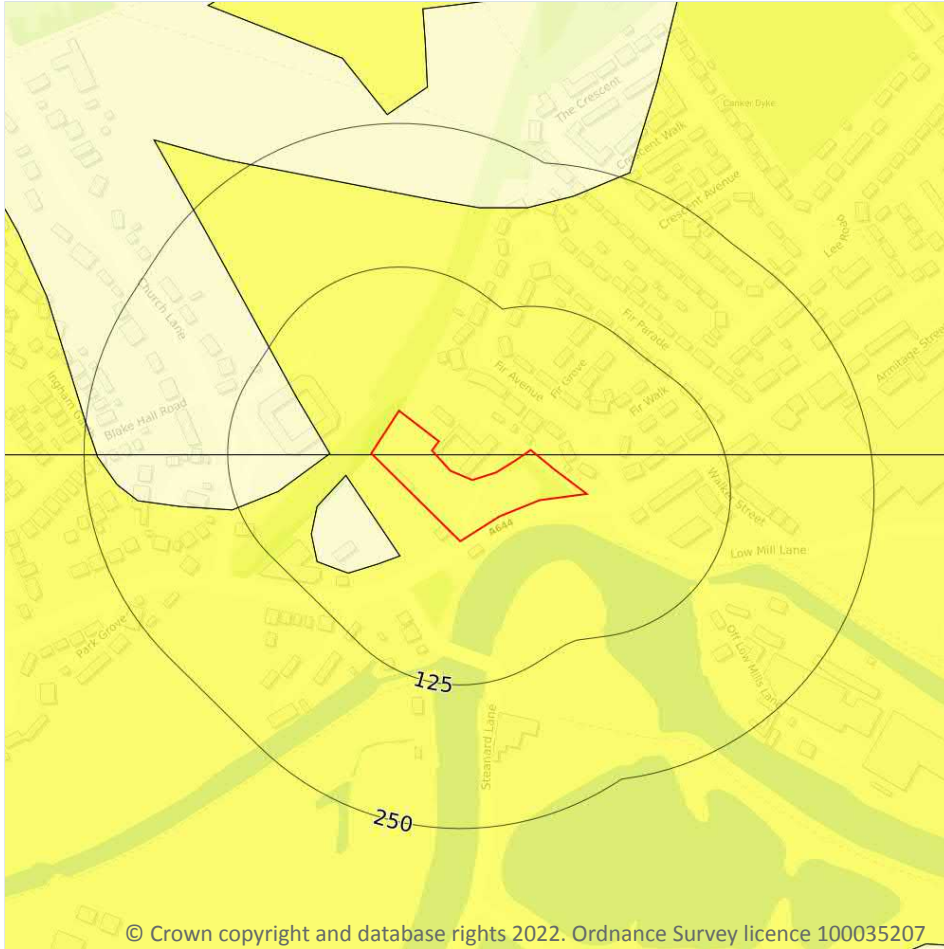 The Crescent
Canker Dyke
Crescent Walk
Crescent Avenue
Lee Road
Church Lane
Fir Parade
Armitage Street
Fir Avenue
Fir Grove
Blake Hall Road
Fir Walk
Walker Street
A644
Low Mill Lane
Park Grove
Off Low Mills Lane
125
Steanard Lane
250
© Crown copyright and database rights 2022. Ordnance Survey licence 100035207